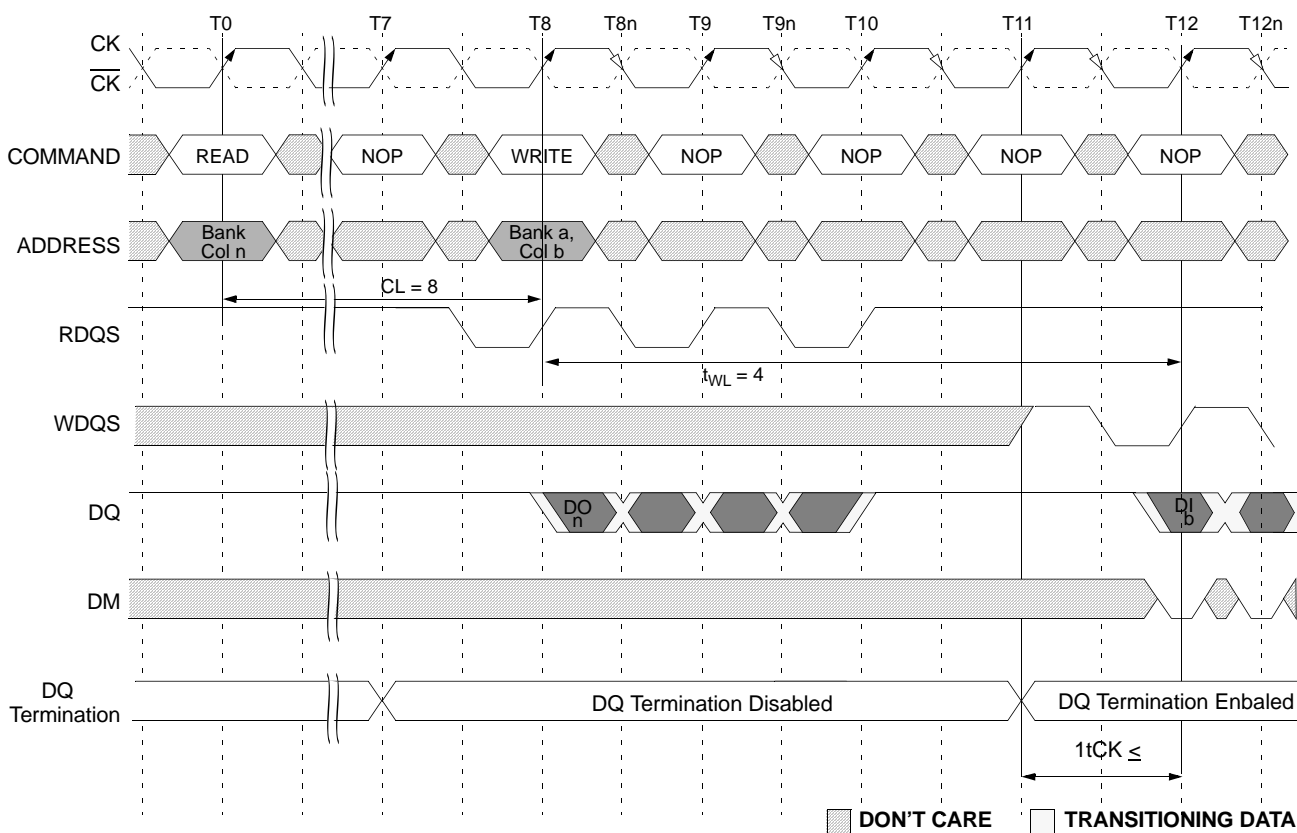 T0 T7 T8 T8n T9 T9n T10 T11 T12 T12n
CK
CK
COMMAND READ NOP WRITE NOP NOP NOP NOP
ADDRESS
Bank
Col n
Bank a,
Col b
CL = 8
RDQS
tWL = 4
WDQS
DQ
DO
n
DI
b
DM
DQ
Termination
DQ Termination Disabled
DQ Termination Enbaled
1tCK ≤
DON'T CARE
TRANSITIONING DATA